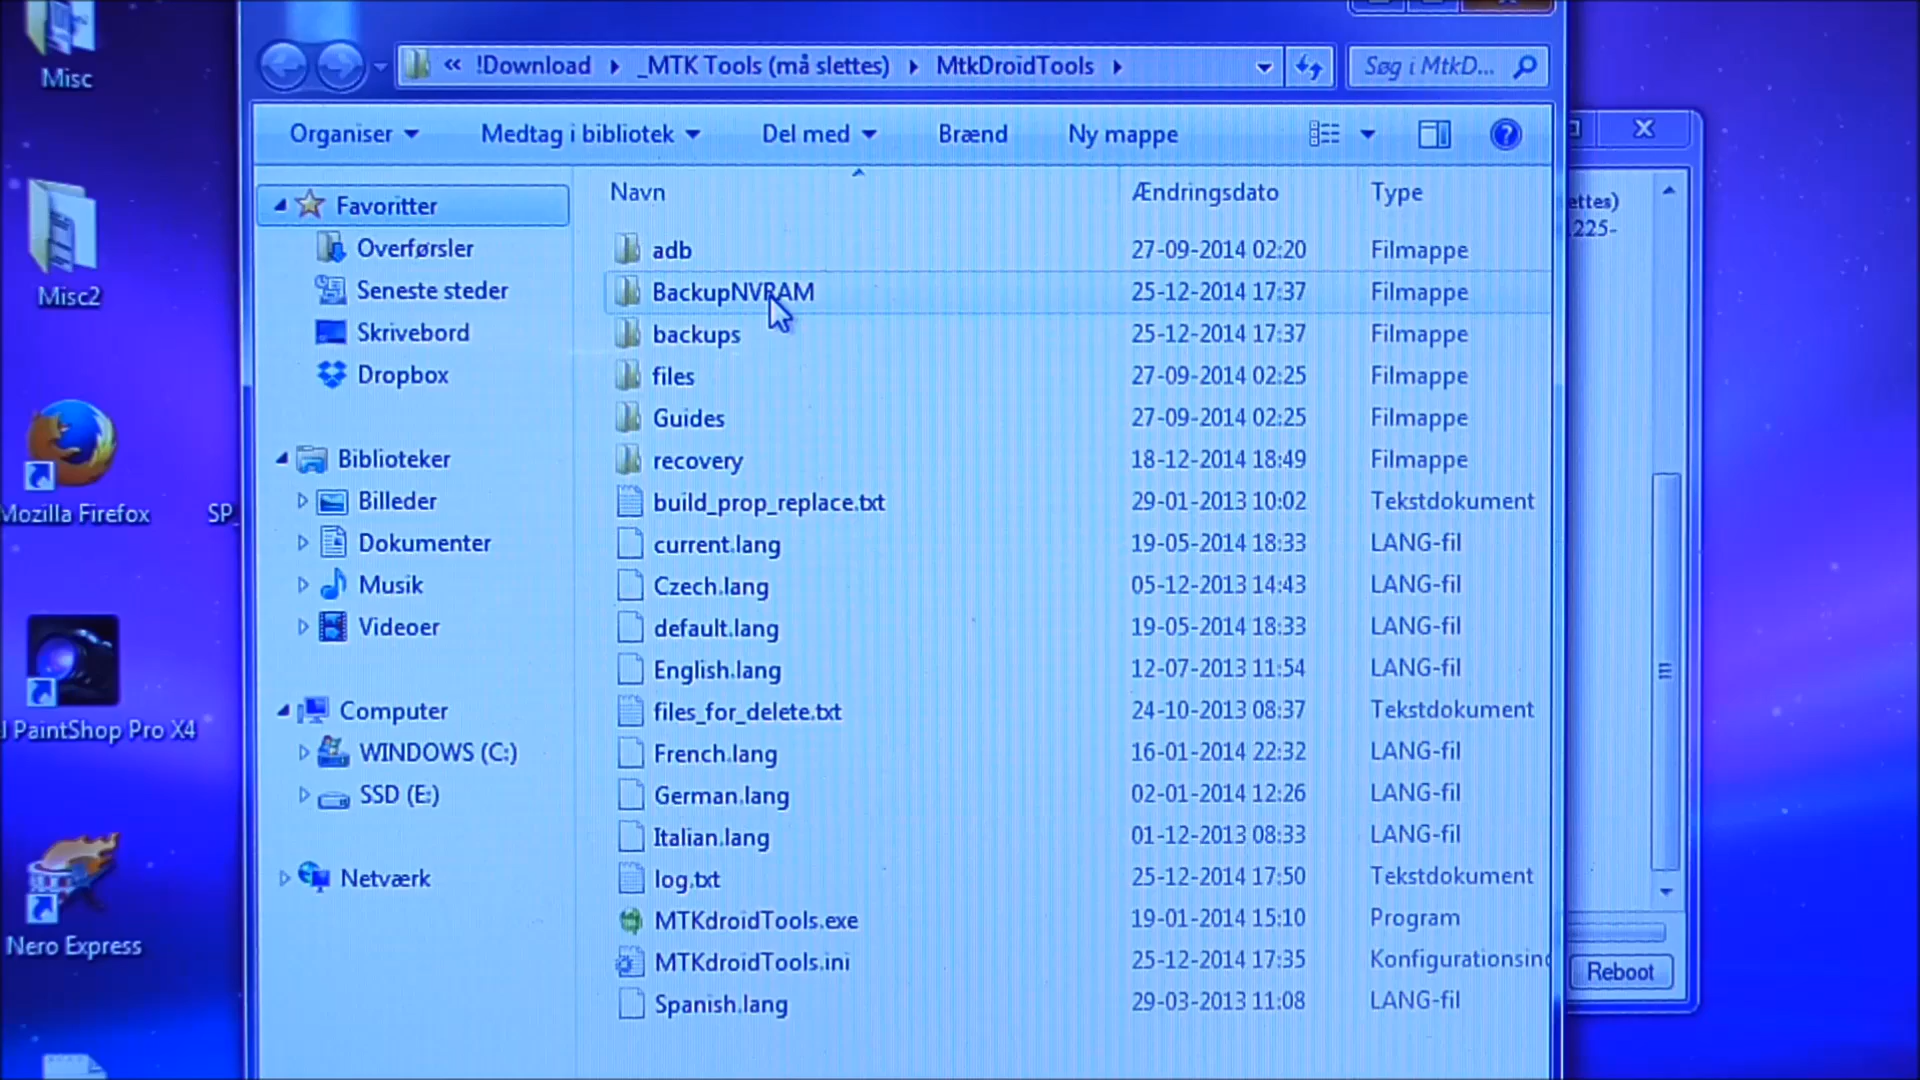 Misc
Misc2
Mozilla Firefox
SP_
PaintShop Pro X4
Nero Express
« !Download ▸ _MTK Tools (må slettes) ▸ MtkDroidTools ▸
Søg i MtkD...
Organiser
Medtag i bibliotek
Del med
Brænd
Ny mappe
Favoritter
Overførsler
Seneste steder
Skrivebord
Dropbox
Biblioteker
Billeder
Dokumenter
Musik
Videoer
Computer
WINDOWS (C:)
SSD (E:)
Netværk
Navn Ændringsdato Type
adb 27-09-2014 02:20 Filmappe
BackupNVRAM 25-12-2014 17:37 Filmappe
backups 25-12-2014 17:37 Filmappe
files 27-09-2014 02:25 Filmappe
Guides 27-09-2014 02:25 Filmappe
recovery 18-12-2014 18:49 Filmappe
build_prop_replace.txt 29-01-2013 10:02 Tekstdokument
current.lang 19-05-2014 18:33 LANG-fil
Czech.lang 05-12-2013 14:43 LANG-fil
default.lang 19-05-2014 18:33 LANG-fil
English.lang 12-07-2013 11:54 LANG-fil
files_for_delete.txt 24-10-2013 08:37 Tekstdokument
French.lang 16-01-2014 22:32 LANG-fil
German.lang 02-01-2014 12:26 LANG-fil
Italian.lang 01-12-2013 08:33 LANG-fil
log.txt 25-12-2014 17:50 Tekstdokument
MTKdroidTools.exe 19-01-2014 15:10 Program
MTKdroidTools.ini 25-12-2014 17:35 Konfigurationsind
Spanish.lang 29-03-2013 11:08 LANG-fil
ettes)
.225-
Reboot